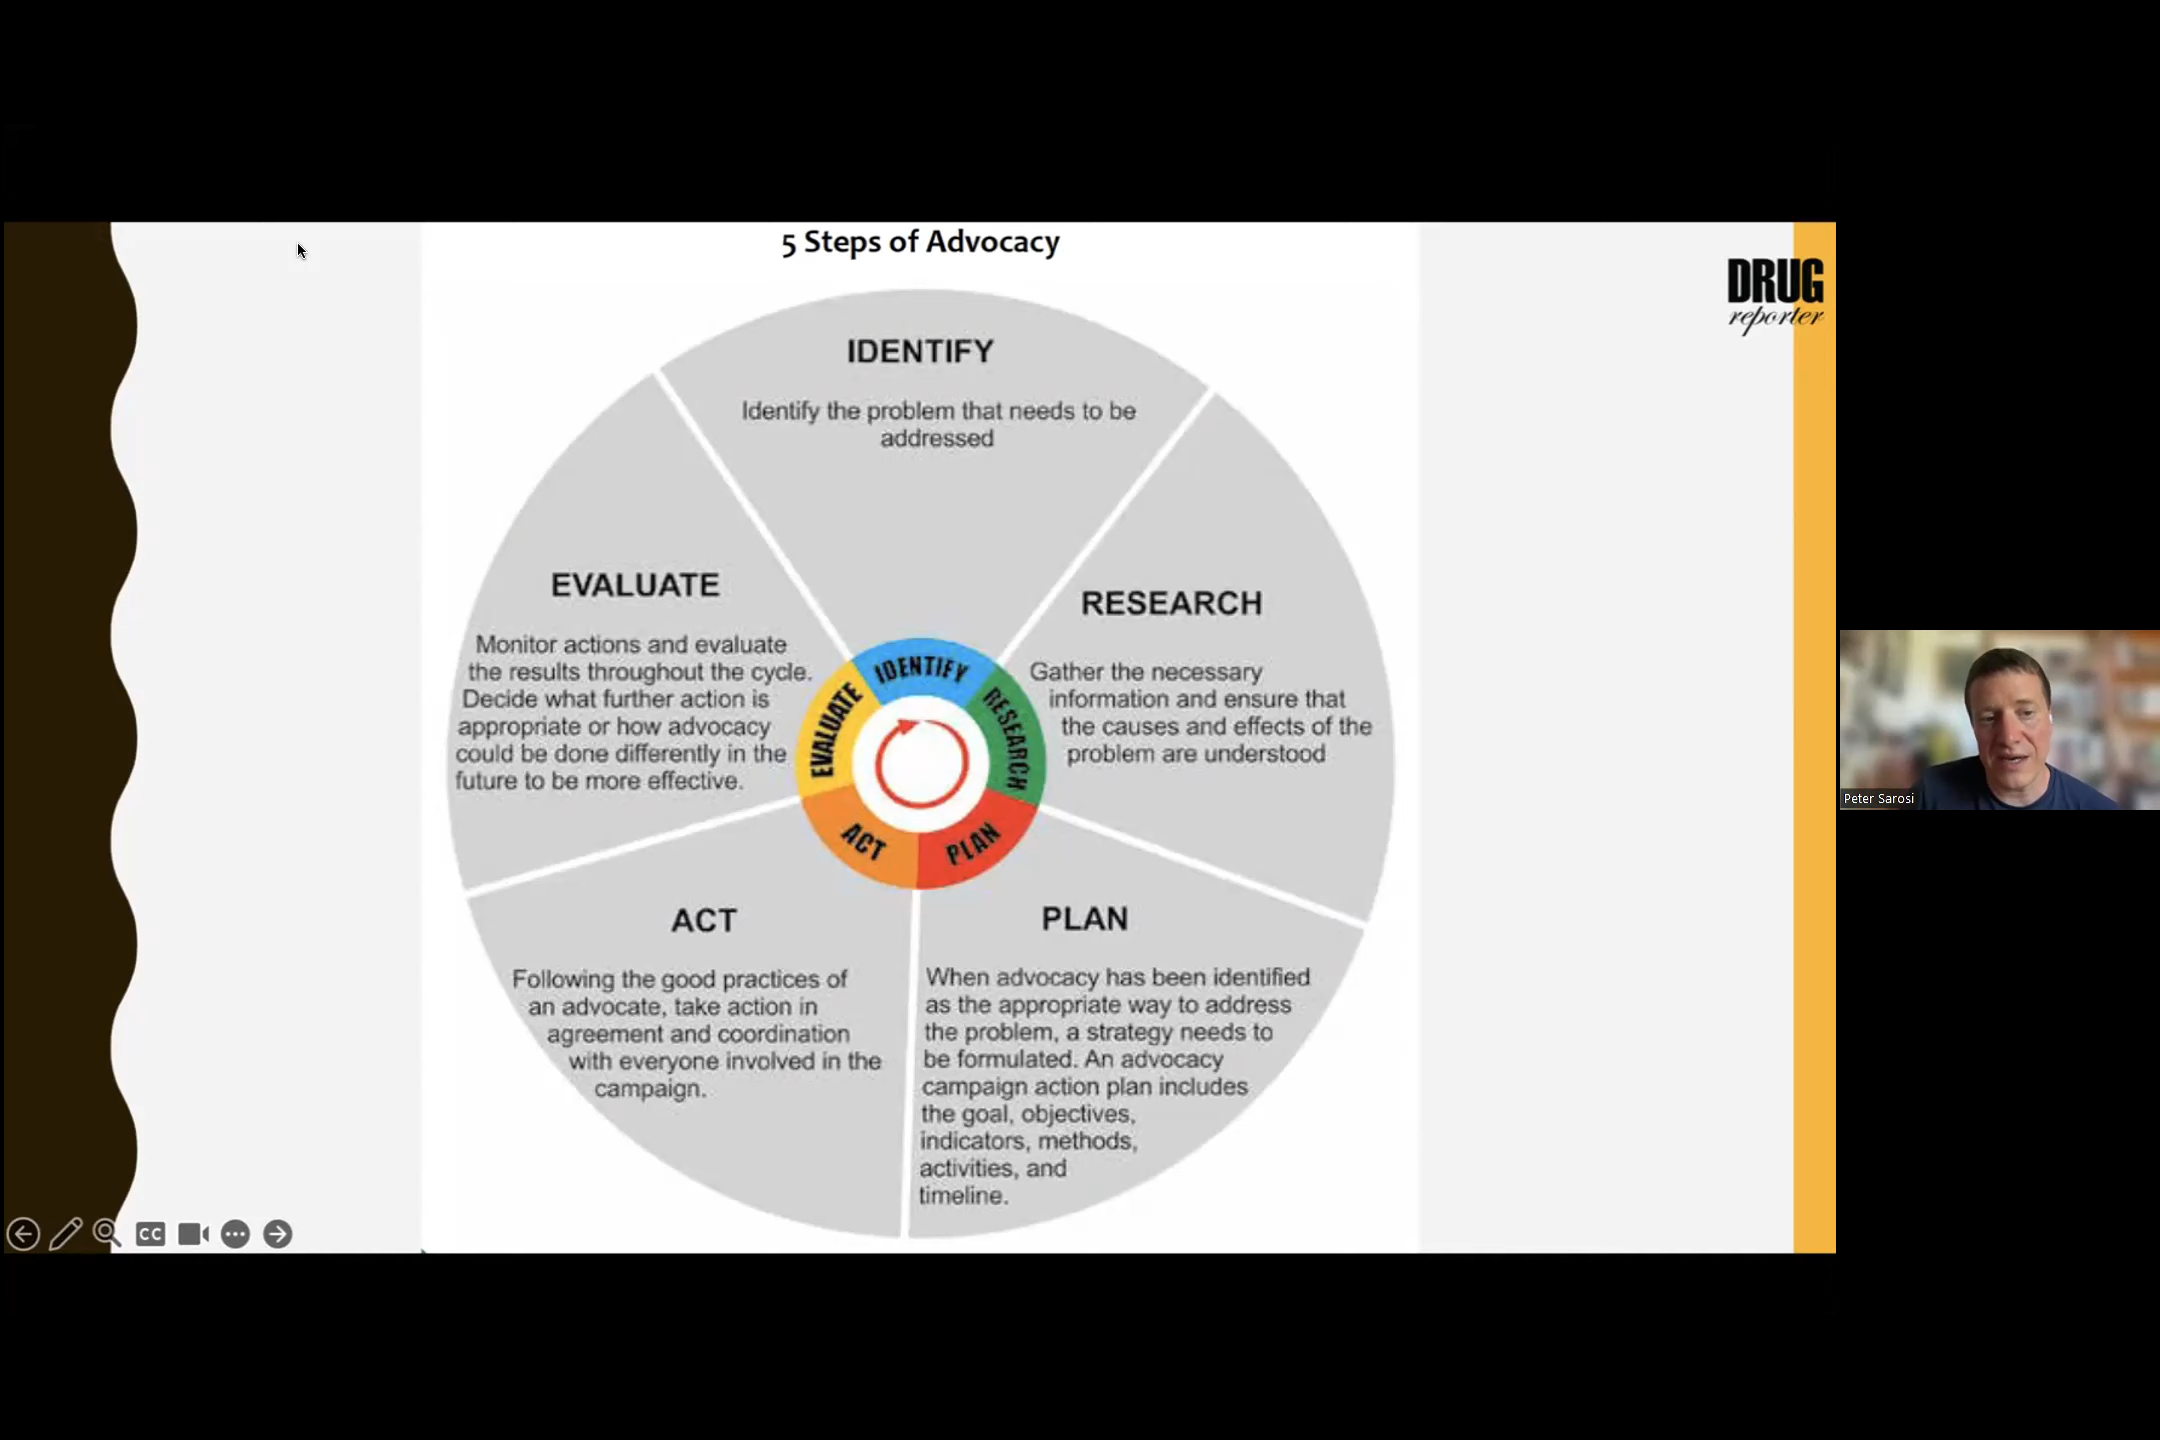 5 Steps of Advocacy
DRUG
reporter
IDENTIFY
Identify the problem that needs to be
addressed
RESEARCH
Gather the necessary
information and ensure that
the causes and effects of the
problem are understood
PLAN
When advocacy has been identified
as the appropriate way to address
the problem, a strategy needs to
be formulated. An advocacy
campaign action plan includes
the goal, objectives,
indicators, methods,
activities, and
timeline.
ACT
Following the good practices of
an advocate, take action in
agreement and coordination
with everyone involved in the
campaign.
EVALUATE
Monitor actions and evaluate
the results throughout the cycle.
Decide what further action is
appropriate or how advocacy
could be done differently in the
future to be more effective.
IDENTIFY
RESEARCH
PLAN
ACT
EVALUATE
CC
Peter Sarosi